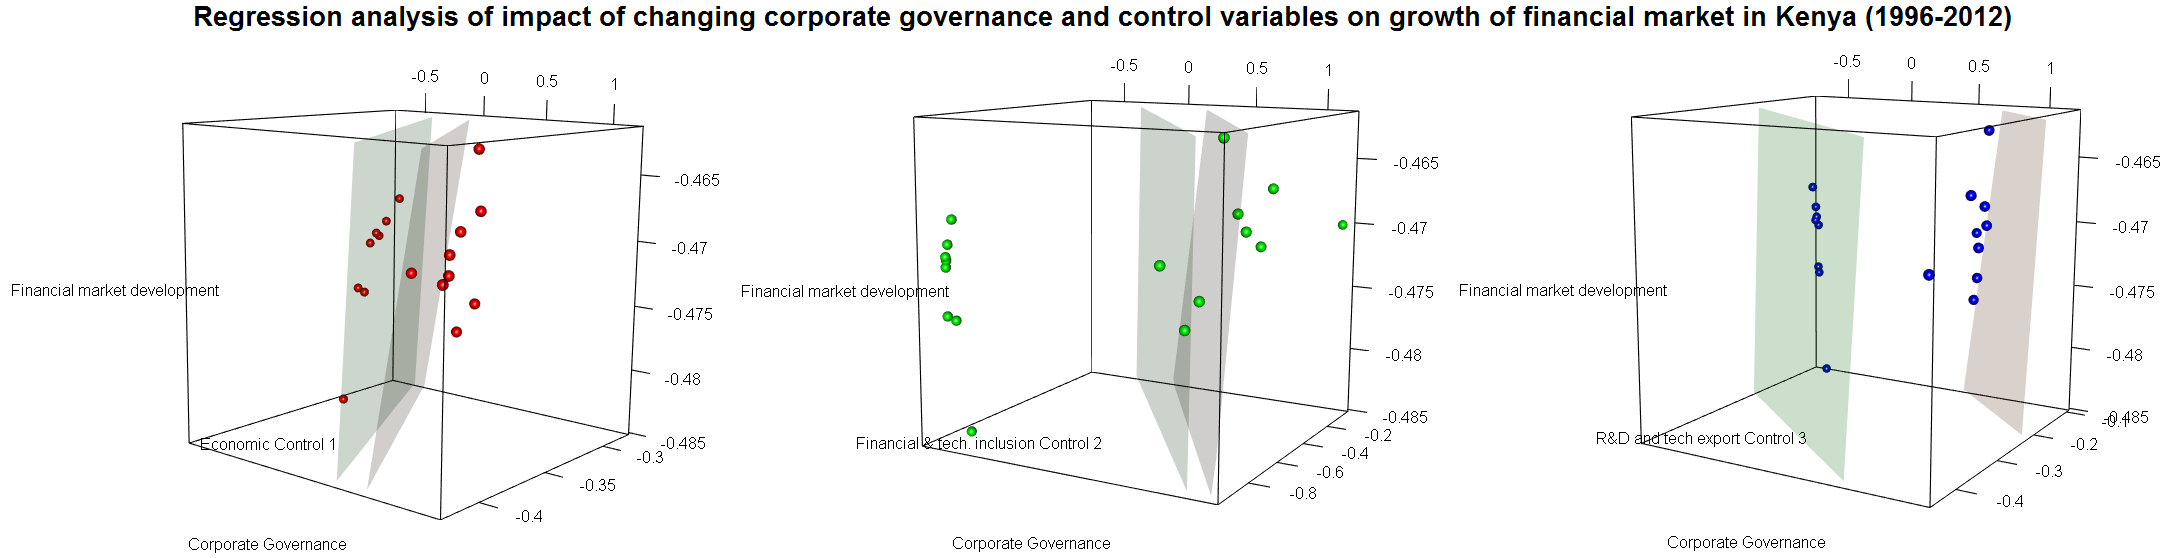 Regression analysis of impact of changing corporate governance and control variables on growth of financial market in Kenya (1996-2012)
-0.5 0 0.5 1
-0.465
-0.47
-0.475
-0.48
-0.485
-0.3
-0.35
-0.4
Financial market development
Economic Control 1
Corporate Governance
-0.5 0 0.5 1
-0.465
-0.47
-0.475
-0.48
-0.485
-0.2
-0.4
-0.6
-0.8
Financial market development
Financial & tech. inclusion Control 2
Corporate Governance
-0.5 0 0.5 1
-0.465
-0.47
-0.475
-0.48
-0.485
-0.1
-0.2
-0.3
-0.4
Financial market development
R&D and tech export Control 3
Corporate Governance